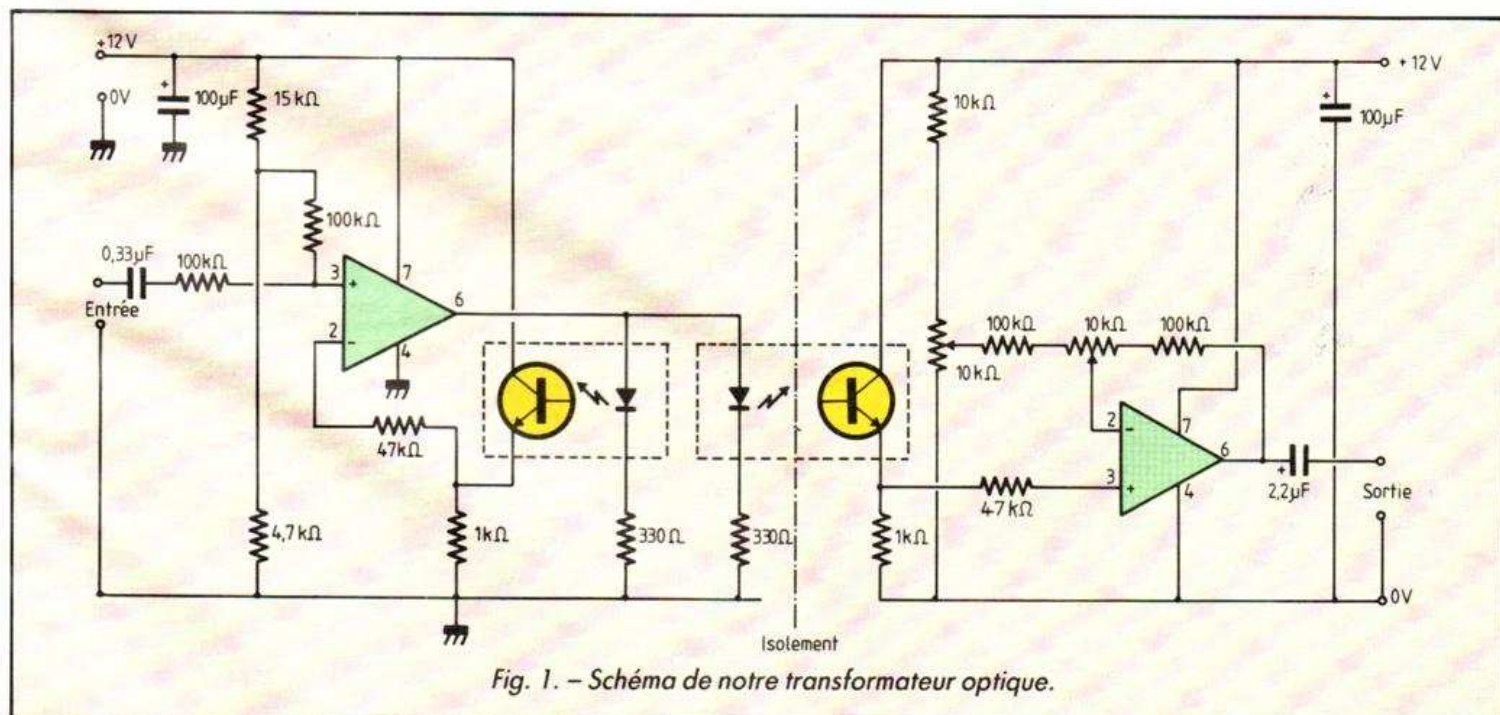 +12V
0V
100µF
15kΩ
100kΩ
0,33µF
100kΩ
Entrée
3
+
7
6
2
-
4
47kΩ
4,7kΩ
1kΩ
330Ω
330Ω
Isolement
10kΩ
+12V
+
100µF
100kΩ
10kΩ
100kΩ
10kΩ
2
-
7
6
3
+
4
47kΩ
1kΩ
+
2,2µF
Sortie
0V
Fig. 1. – Schéma de notre transformateur optique.